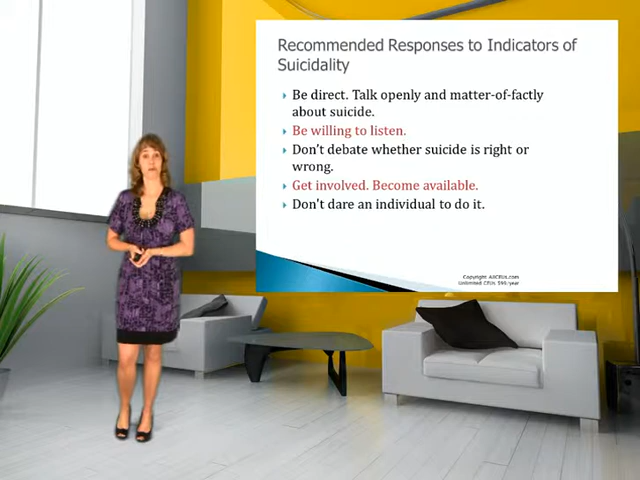 Recommended Responses to Indicators of
Suicidality
Be direct. Talk openly and matter-of-factly
about suicide.
Be willing to listen.
Don't debate whether suicide is right or
wrong.
Get involved. Become available.
Don't dare an individual to do it.
Copyright AllCEUs.com
Unlimited CEUs $99/year